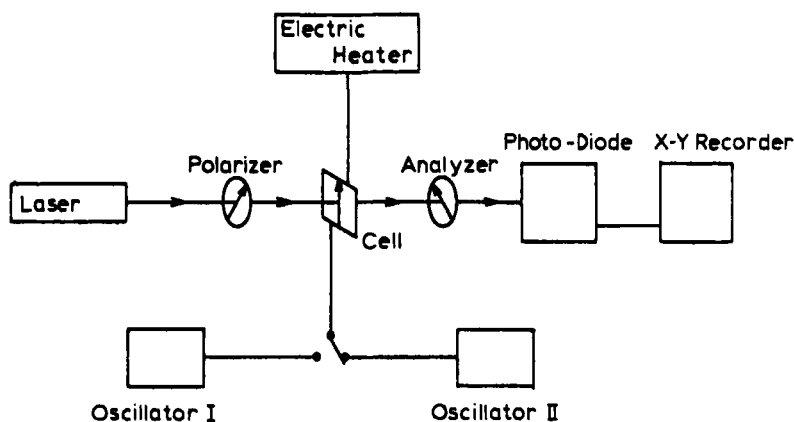 Electric
Heater
Photo-Diode
X-Y Recorder
Polarizer
Analyzer
Laser
Cell
Oscillator I
Oscillator II